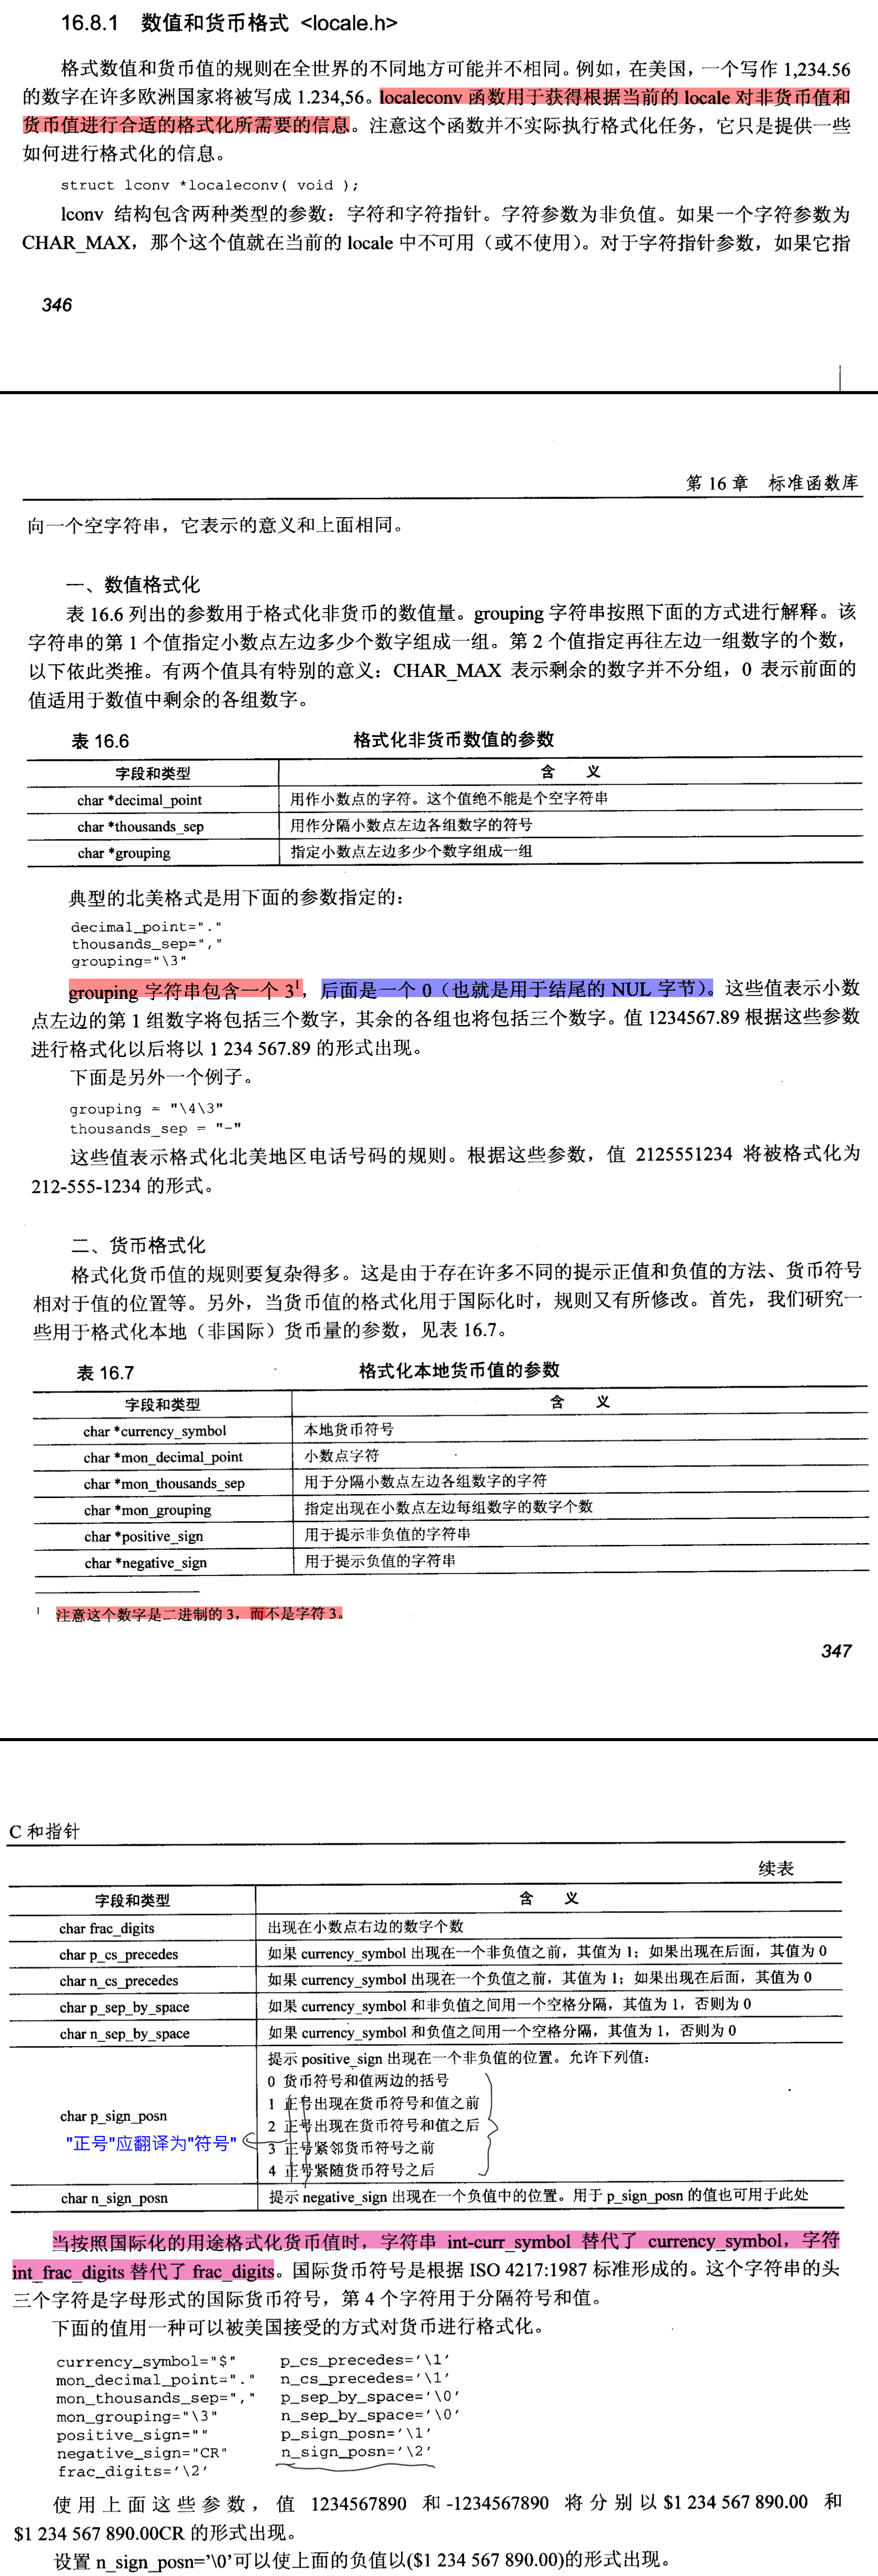 16.8.1 数值和货币格式 <locale.h>
格式数值和货币值的规则在全世界的不同地方可能并不相同。例如，在美国，一个写作 1,234.56
的数字在许多欧洲国家将被写成 1.234,56。localeconv 函数用于获得根据当前的 locale 对非货币值和
货币值进行合适的格式化所需要的信息。注意这个函数并不实际执行格式化任务，它只是提供一些
如何进行格式化的信息。
struct lconv *localeconv( void );
lconv 结构包含两种类型的参数：字符和字符指针。字符参数为非负值。如果一个字符参数为
CHAR_MAX，那个这个值就在当前的 locale 中不可用（或不使用）。对于字符指针参数，如果它指
346
第 16 章 标准函数库
向一个空字符串，它表示的意义和上面相同。
一、数值格式化
表 16.6 列出的参数用于格式化非货币的数值量。grouping 字符串按照下面的方式进行解释。该
字符串的第 1 个值指定小数点左边多少个数字组成一组。第 2 个值指定再往左边一组数字的个数，
以下依此类推。有两个值具有特别的意义：CHAR_MAX 表示剩余的数字并不分组，0 表示前面的
值适用于数值中剩余的各组数字。
表 16.6 格式化非货币数值的参数
字段和类型 含 义
char *decimal_point 用作小数点的字符。这个值绝不能是个空字符串
char *thousands_sep 用作分隔小数点左边各组数字的符号
char *grouping 指定小数点左边多少个数字组成一组
典型的北美格式是用下面的参数指定的：
decimal_point="."
thousands_sep=","
grouping="\3"
grouping 字符串包含一个 3¹，后面是一个 0（也就是用于结尾的 NUL 字节）。这些值表示小数
点左边的第 1 组数字将包括三个数字，其余的各组也将包括三个数字。值 1234567.89 根据这些参数
进行格式化以后将以 1 234 567.89 的形式出现。
下面是另外一个例子。
grouping = "\4\3"
thousands_sep = "-"
这些值表示格式化北美地区电话号码的规则。根据这些参数，值 2125551234 将被格式化为
212-555-1234 的形式。
二、货币格式化
格式化货币值的规则要复杂得多。这是由于存在许多不同的提示正值和负值的方法、货币符号
相对于值的位置等。另外，当货币值的格式化用于国际化时，规则又有所修改。首先，我们研究一
些用于格式化本地（非国际）货币量的参数，见表 16.7。
表 16.7 格式化本地货币值的参数
字段和类型 含 义
char *currency_symbol 本地货币符号
char *mon_decimal_point 小数点字符
char *mon_thousands_sep 用于分隔小数点左边各组数字的字符
char *mon_grouping 指定出现在小数点左边每组数字的数字个数
char *positive_sign 用于提示非负值的字符串
char *negative_sign 用于提示负值的字符串
1 注意这个数字是二进制的 3，而不是字符 3。
347
C 和指针
续表
字段和类型 含 义
char frac_digits 出现在小数点右边的数字个数
char p_cs_precedes 如果 currency_symbol 出现在一个非负值之前，其值为 1；如果出现在后面，其值为 0
char n_cs_precedes 如果 currency_symbol 出现在一个负值之前，其值为 1；如果出现在后面，其值为 0
char p_sep_by_space 如果 currency_symbol 和非负值之间用一个空格分隔，其值为 1，否则为 0
char n_sep_by_space 如果 currency_symbol 和负值之间用一个空格分隔，其值为 1，否则为 0
提示 positive_sign 出现在一个非负值的位置。允许下列值：
0 货币符号和值两边的括号
1 正号出现在货币符号和值之前
char p_sign_posn
2 正号出现在货币符号和值之后
"正号"应翻译为"符号"
3 正号紧邻货币符号之前
4 正号紧随货币符号之后
char n_sign_posn 提示 negative_sign 出现在一个负值中的位置。用于 p_sign_posn 的值也可用于此处
当按照国际化的用途格式化货币值时，字符串 int-curr_symbol 替代了 currency_symbol，字符
int_frac_digits 替代了 frac_digits。国际货币符号是根据 ISO 4217:1987 标准形成的。这个字符串的头
三个字符是字母形式的国际货币符号，第 4 个字符用于分隔符号和值。
下面的值用一种可以被美国接受的方式对货币进行格式化。
currency_symbol="$" p_cs_precedes='\1'
mon_decimal_point="." n_cs_precedes='\1'
mon_thousands_sep="," p_sep_by_space='\0'
mon_grouping="\3" n_sep_by_space='\0'
positive_sign="" p_sign_posn='\1'
negative_sign="CR" n_sign_posn='\2'
frac_digits='\2'
使用上面这些参数，值 1234567890 和 -1234567890 将分别以 $1 234 567 890.00 和
$1 234 567 890.00CR 的形式出现。
设置 n_sign_posn='\0'可以使上面的负值以($1 234 567 890.00)的形式出现。